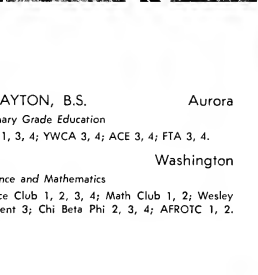 AYTON, B.S. Aurora
ary Grade Education
1, 3, 4; YWCA 3, 4; ACE 3, 4; FTA 3, 4.
Washington
nce and Mathematics
ce Club 1, 2, 3, 4; Math Club 1, 2; Wesley
ent 3; Chi Beta Phi 2, 3, 4; AFROTC 1, 2.